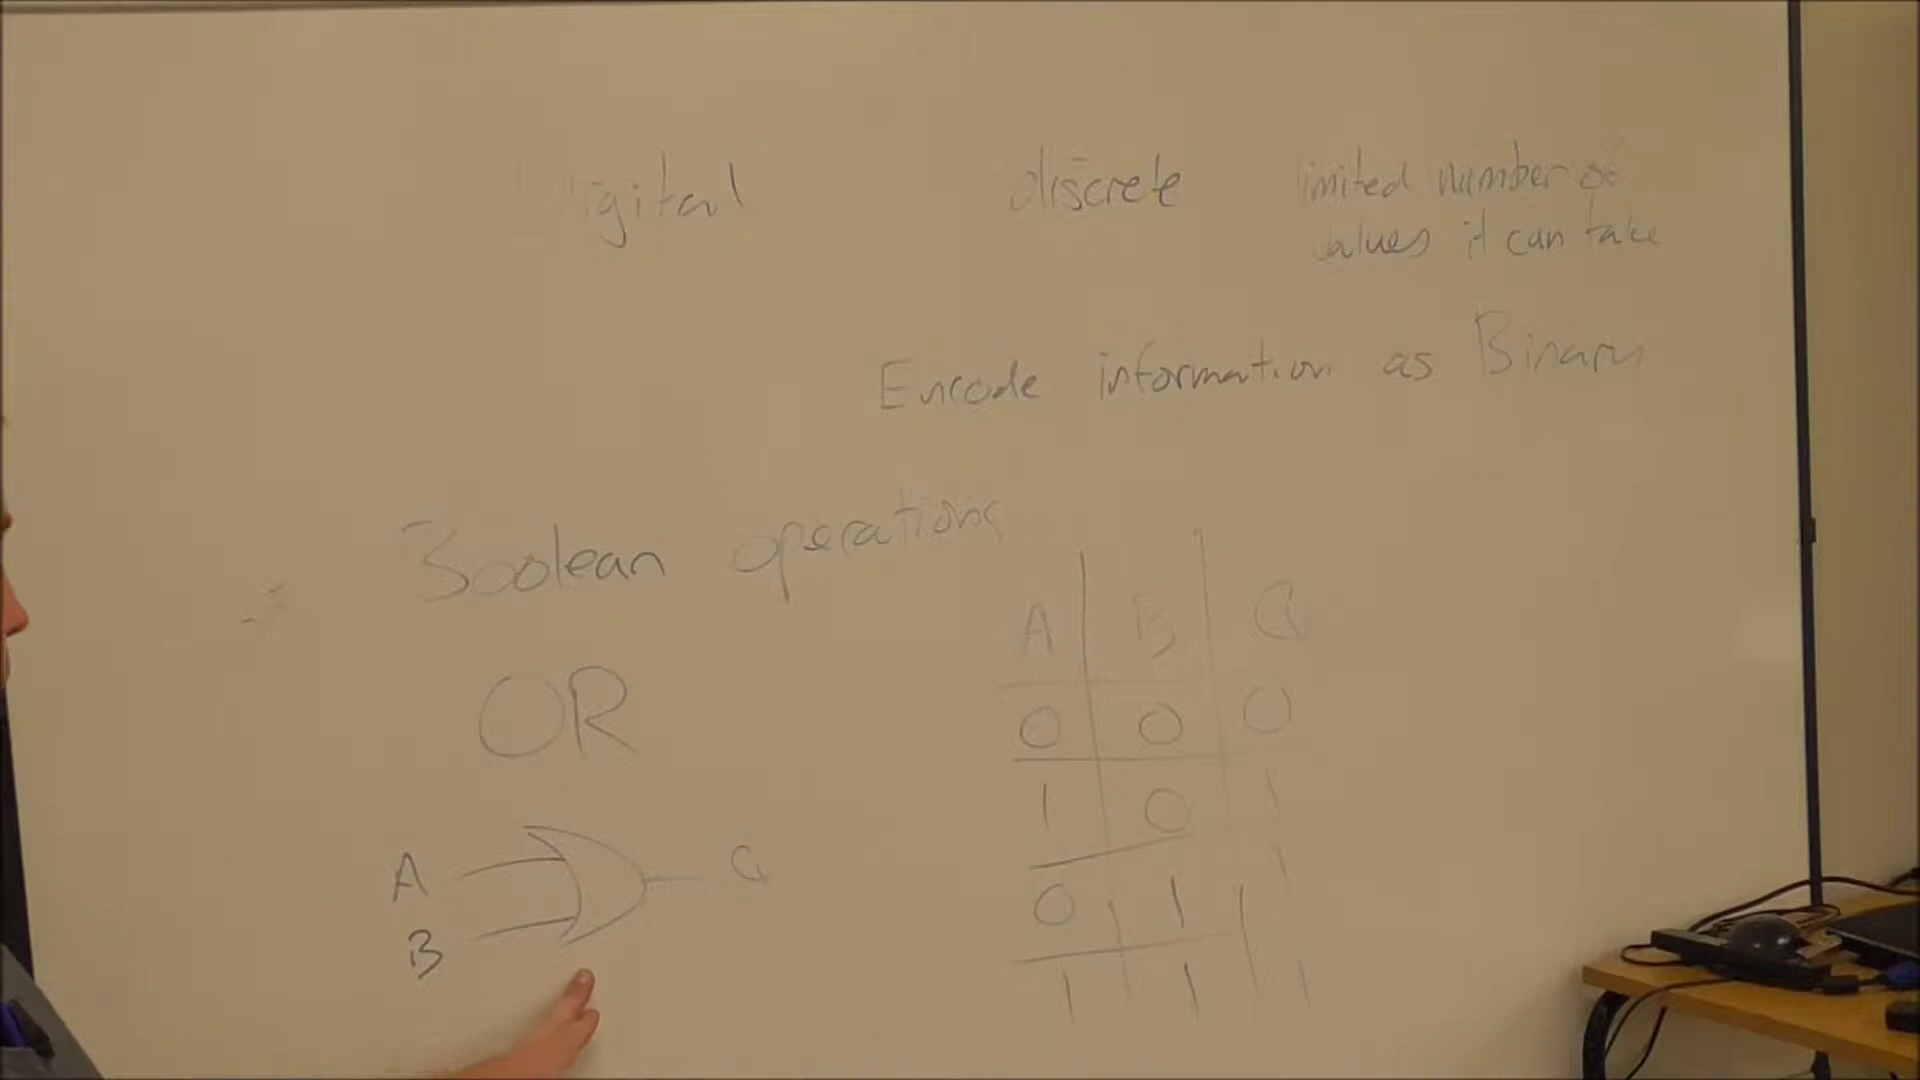 Digital discrete limited number of
values it can take
Encode information as Binary
Boolean operations
OR
A B Q
0 0 0
1 0 1
0 1 1
1 1 1
A Q
B